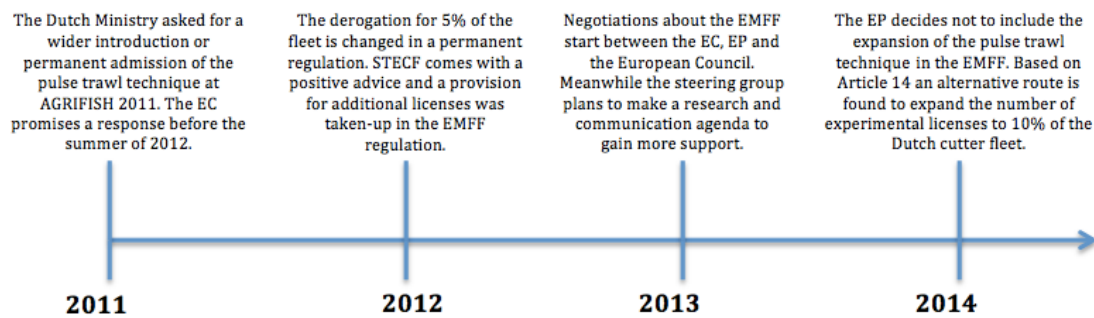 The Dutch Ministry asked for a
wider introduction or
permanent admission of the
pulse trawl technique at
AGRIFISH 2011. The EC
promises a response before the
summer of 2012.
The derogation for 5% of the
fleet is changed in a permanent
regulation. STECF comes with a
positive advice and a provision
for additional licenses was
taken-up in the EMFF
regulation.
Negotiations about the EMFF
start between the EC, EP and
the European Council.
Meanwhile the steering group
plans to make a research and
communication agenda to
gain more support.
The EP decides not to include the
expansion of the pulse trawl
technique in the EMFF. Based on
Article 14 an alternative route is
found to expand the number of
experimental licenses to 10% of the
Dutch cutter fleet.
2011
2012
2013
2014